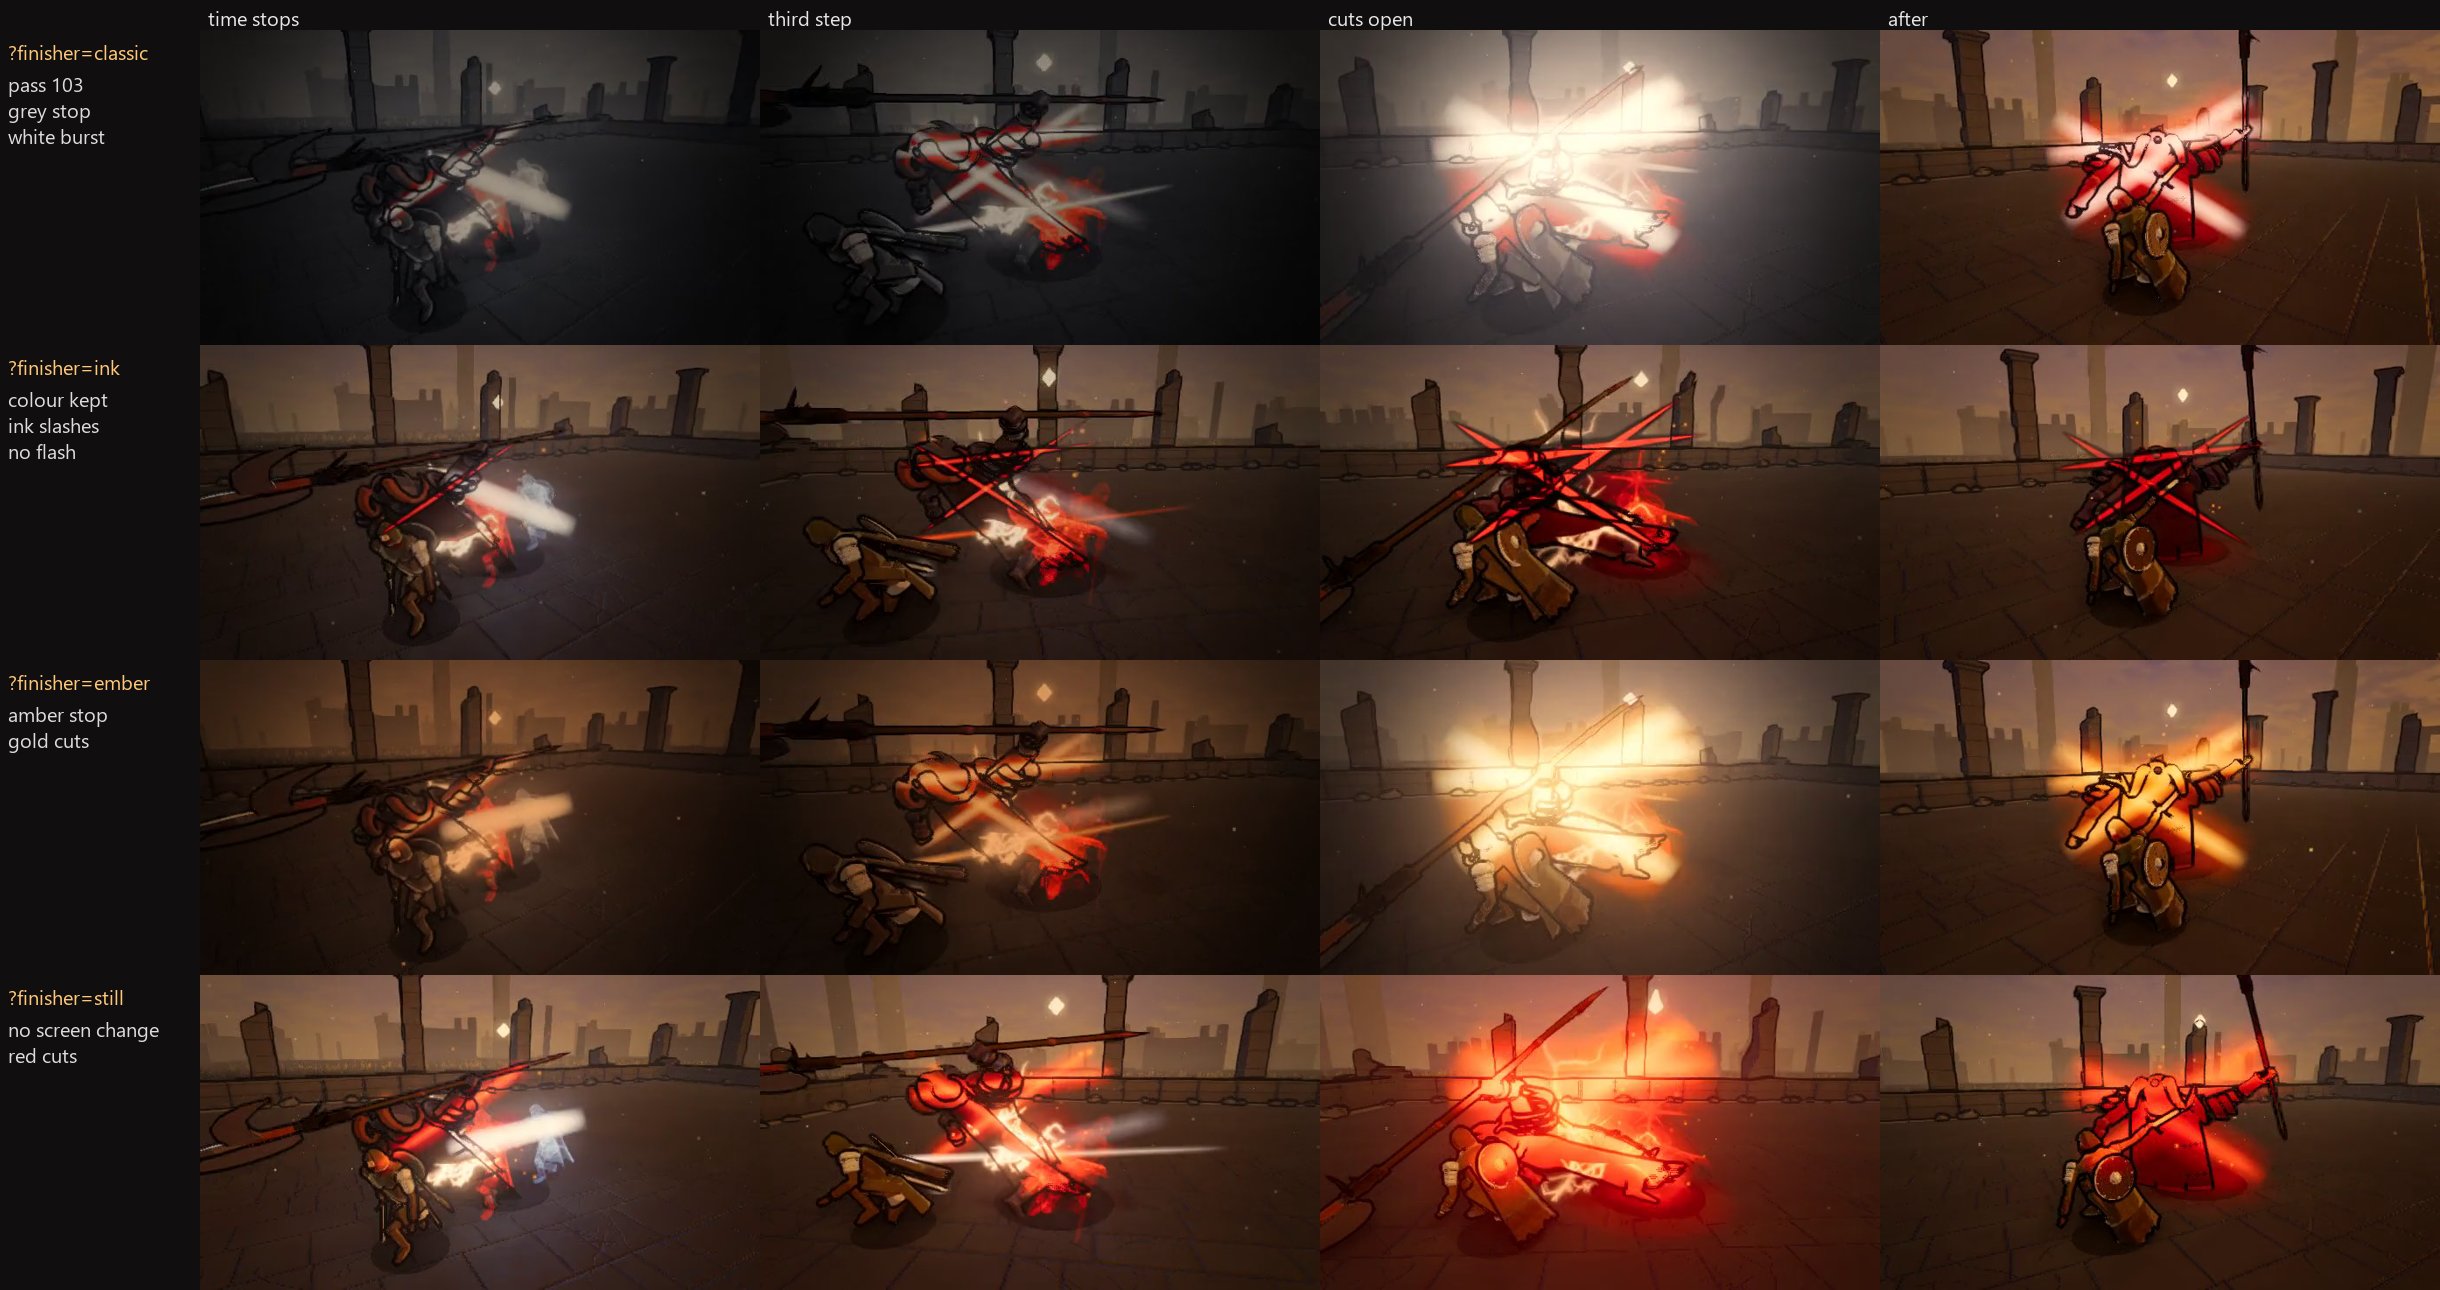 time stops
third step
cuts open
after
?finisher=classic
pass 103
grey stop
white burst
?finisher=ink
colour kept
ink slashes
no flash
?finisher=ember
amber stop
gold cuts
?finisher=still
no screen change
red cuts